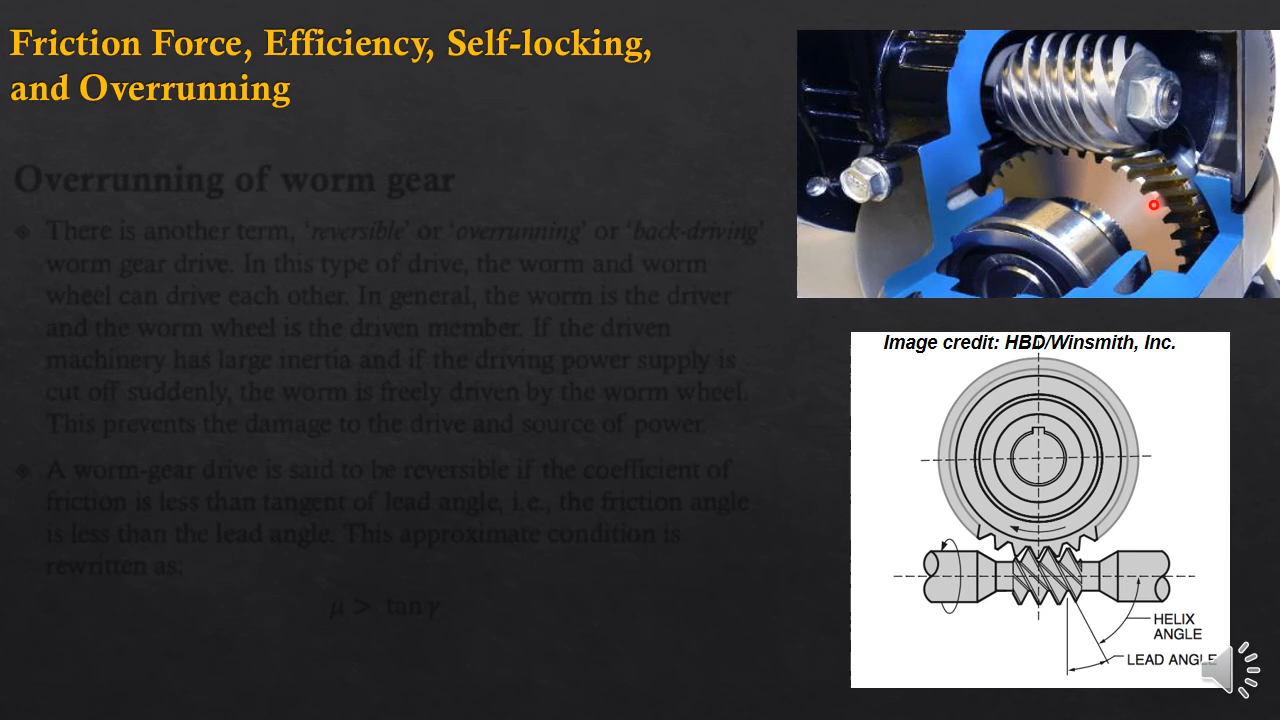 Friction Force, Efficiency, Self-locking,
and Overrunning
Overrunning of worm gear
There is another term, ‘reversible’ or ‘overrunning’ or ‘back-driving’
worm gear drive. In this type of drive, the worm and worm
wheel can drive each other. In general, the worm is the driver
and the worm wheel is the driven member. If the driven
machinery has large inertia and if the driving power supply is
cut off suddenly, the worm is freely driven by the worm wheel.
This prevents the damage to the drive and source of power.
A worm-gear drive is said to be reversible if the coefficient of
friction is less than tangent of lead angle, i.e., the friction angle
is less than the lead angle. This approximate condition is
rewritten as:
μ > tan γ
Image credit: HBD/Winsmith, Inc.
HELIX
ANGLE
LEAD ANGLE